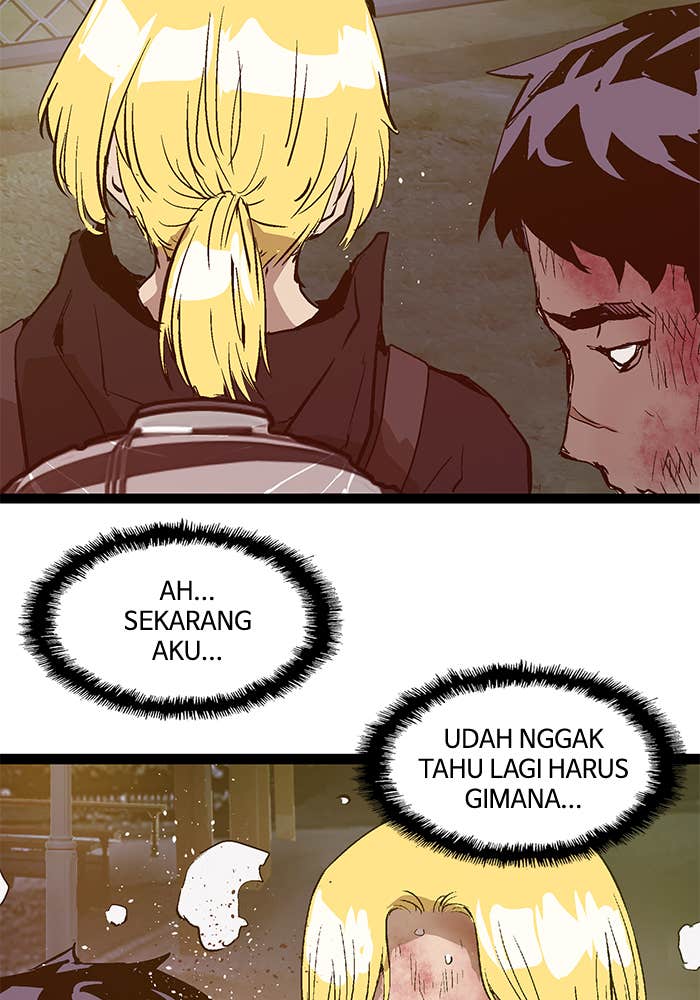 AH...
SEKARANG
AKU...
UDAH NGGAK
TAHU LAGI HARUS
GIMANA...